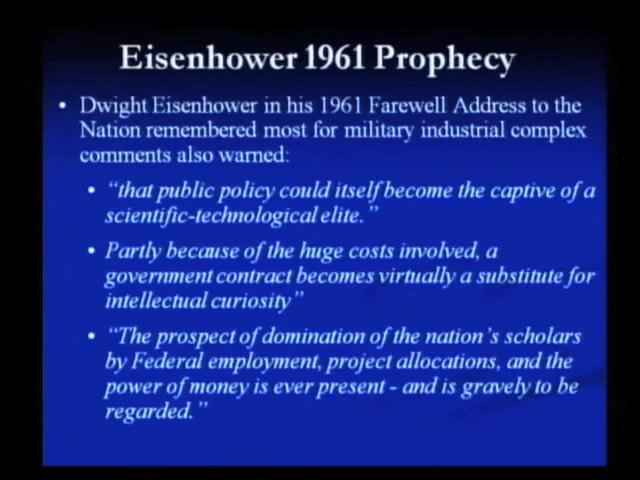 Eisenhower 1961 Prophecy
• Dwight Eisenhower in his 1961 Farewell Address to the
Nation remembered most for military industrial complex
comments also warned:
• “that public policy could itself become the captive of a
scientific-technological elite.”
• Partly because of the huge costs involved, a
government contract becomes virtually a substitute for
intellectual curiosity”
• “The prospect of domination of the nation’s scholars
by Federal employment, project allocations, and the
power of money is ever present - and is gravely to be
regarded.”